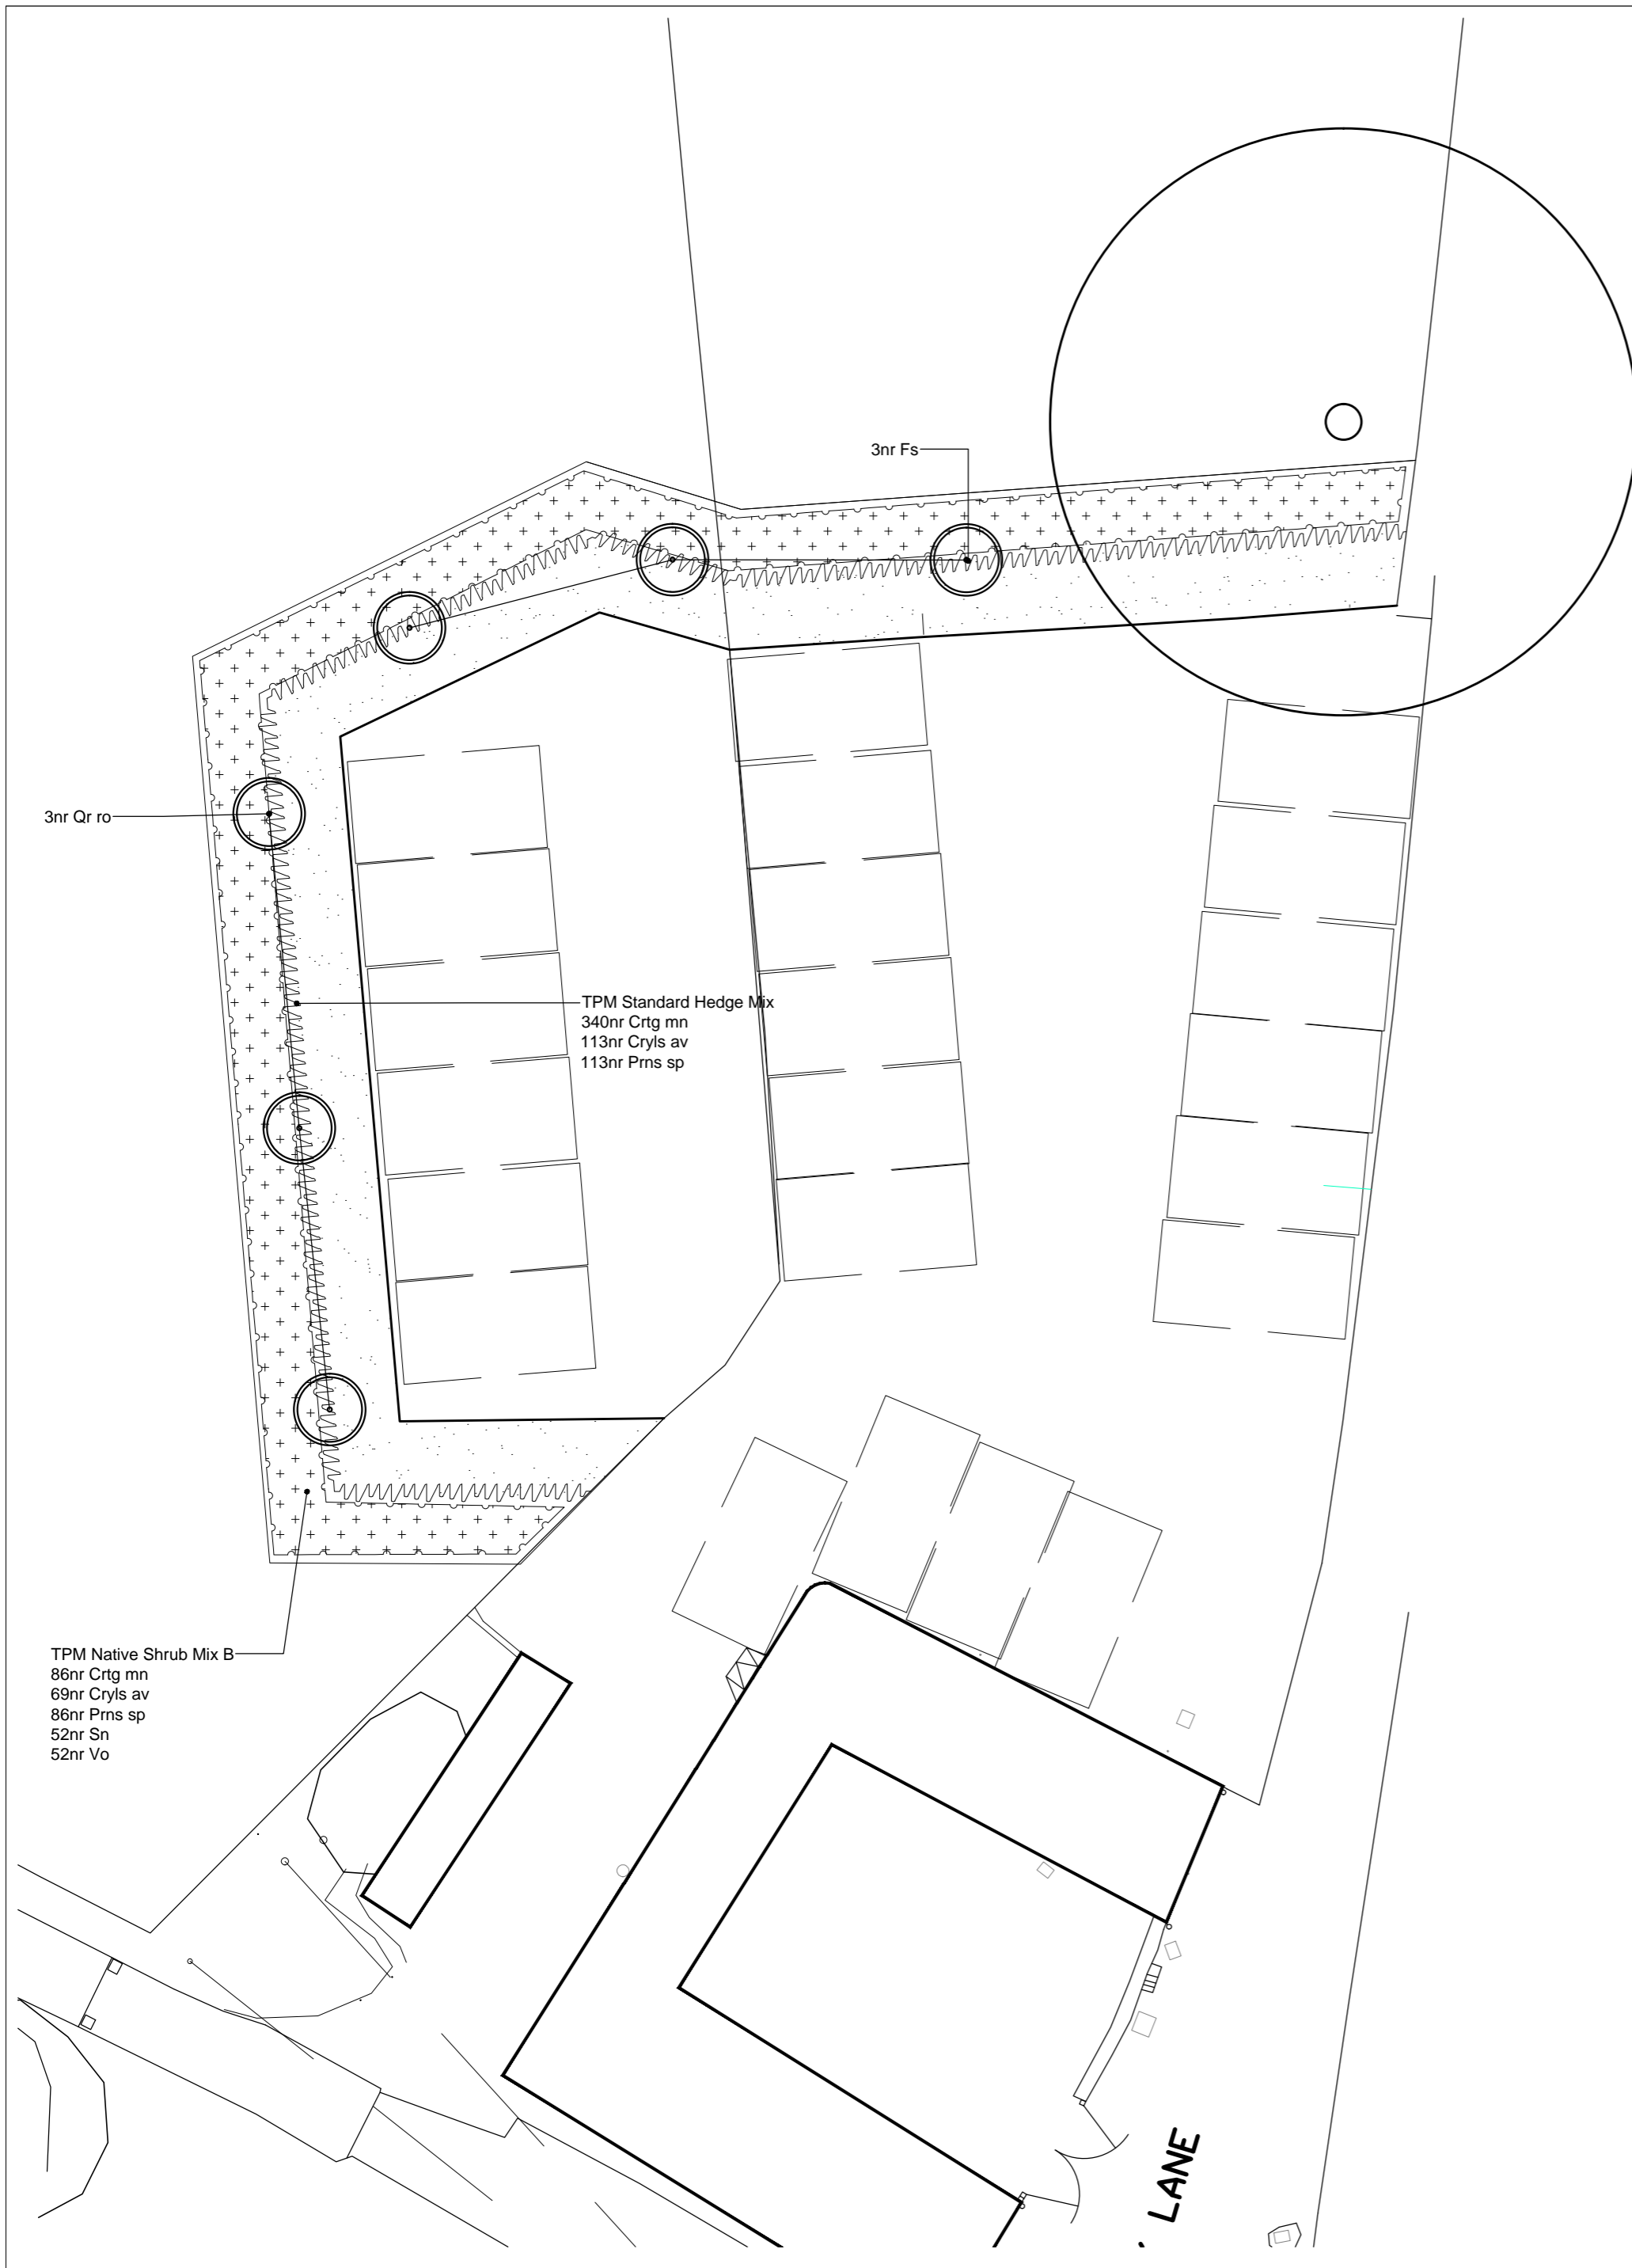 3nr Fs
3nr Qr ro
TPM Standard Hedge Mix
340nr Crtg mn
113nr Cryls av
113nr Prns sp
TPM Native Shrub Mix B
86nr Crtg mn
69nr Cryls av
86nr Prns sp
52nr Sn
52nr Vo
LANE